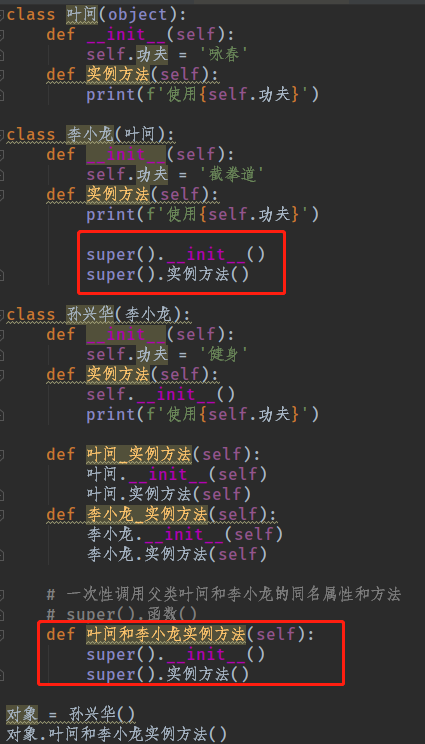 class 叶问(object):
    def __init__(self):
        self.功夫 = '咏春'
    def 实例方法(self):
        print(f'使用{self.功夫}')

class 李小龙(叶问):
    def __init__(self):
        self.功夫 = '截拳道'
    def 实例方法(self):
        print(f'使用{self.功夫}')

        super().__init__()
        super().实例方法()

class 孙兴华(李小龙):
    def __init__(self):
        self.功夫 = '健身'
    def 实例方法(self):
        self.__init__()
        print(f'使用{self.功夫}')

    def 叶问_实例方法(self):
        叶问.__init__(self)
        叶问.实例方法(self)
    def 李小龙_实例方法(self):
        李小龙.__init__(self)
        李小龙.实例方法(self)

    # 一次性调用父类叶问和李小龙的同名属性和方法
    # super().函数()
    def 叶问和李小龙实例方法(self):
        super().__init__()
        super().实例方法()

对象 = 孙兴华()
对象.叶问和李小龙实例方法()